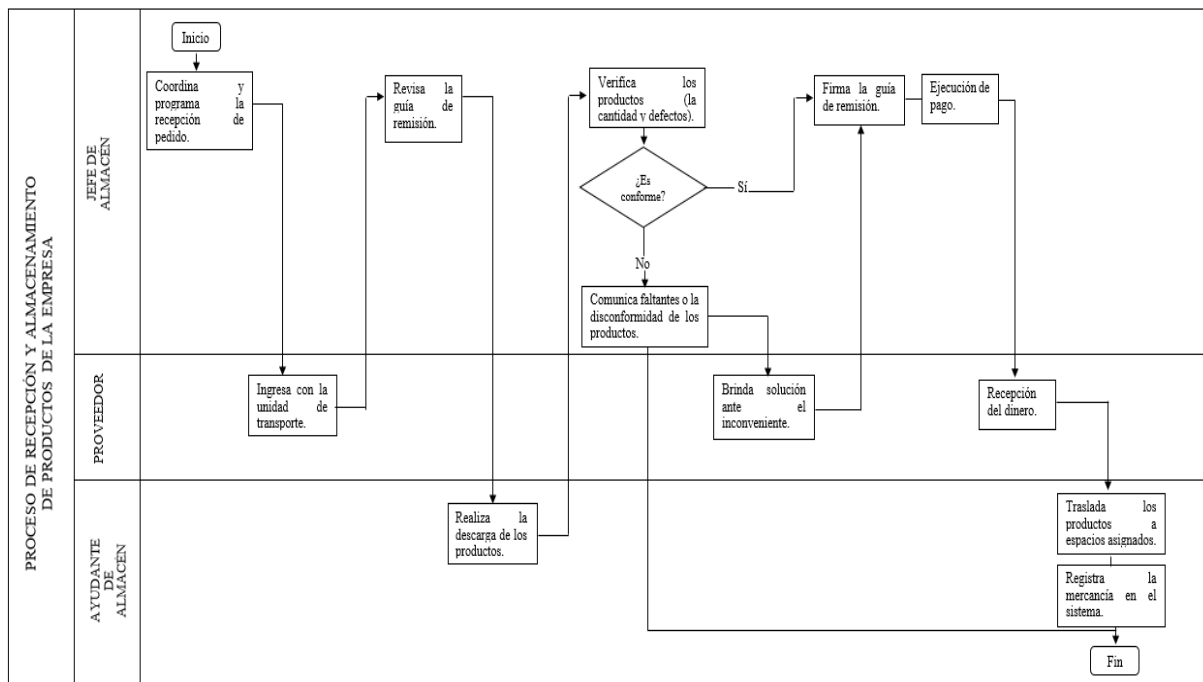 PROCESO DE RECEPCIÓN Y ALMACENAMIENTO
DE PRODUCTOS DE LA EMPRESA
JEFE DE
ALMACÉN
Inicio
Coordina y
programa la
recepción de
pedido.
Revisa la
guía de
remisión.
Verifica los
productos (la
cantidad y defectos).
¿Es
conforme?
Sí
No
Firma la guía
de remisión.
Ejecución de
pago.
Comunica faltantes o la
disconformidad de los
productos.
PROVEEDOR
Ingresa con la
unidad de
transporte.
Brinda solución
ante el
inconveniente.
Recepción
del dinero.
AYUDANTE
DE
ALMACÉN
Realiza la
descarga de los
productos.
Traslada los
productos a
espacios asignados.
Registra la
mercancía en el
sistema.
Fin